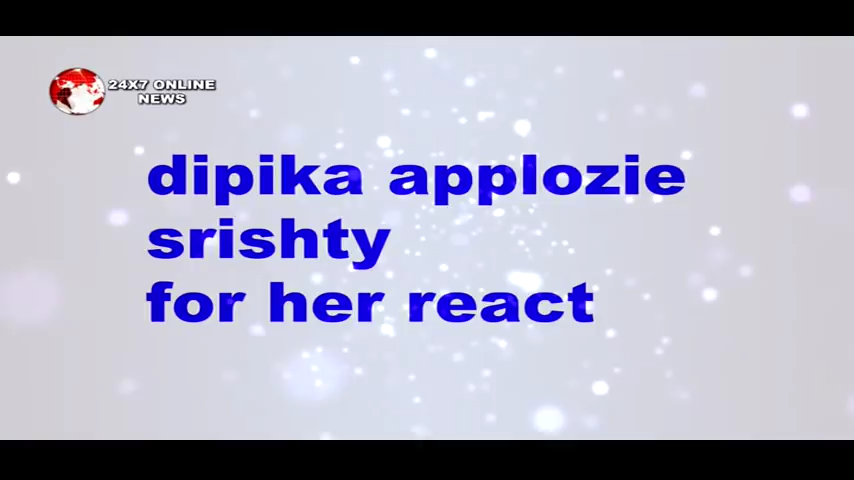 24X7 ONLINE
NEWS
dipika applozie
srishty
for her react